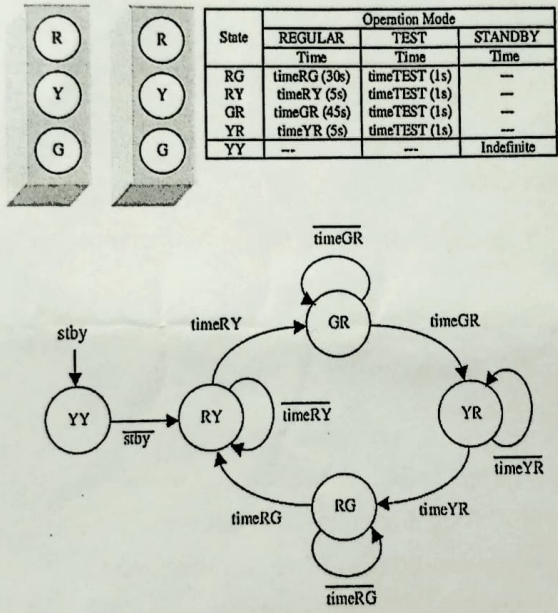 R R
Y Y
G G
Operation Mode
State REGULAR TEST STANDBY
Time Time Time
RG timeRG (30s) timeTEST (1s) ---
RY timeRY (5s) timeTEST (1s) ---
GR timeGR (45s) timeTEST (1s) ---
YR timeYR (5s) timeTEST (1s) ---
YY --- --- Indefinite
timeGR
GR
timeRY timeGR
stby
YY RY timeRY YR
stby
timeYR
timeRG RG timeYR
timeRG